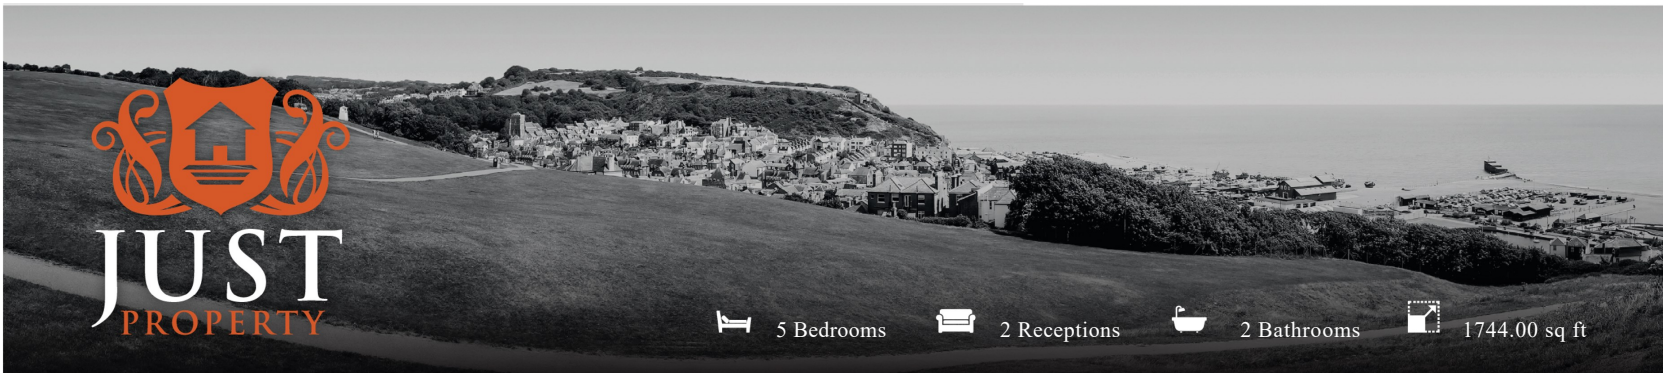 JUST
PROPERTY
5 Bedrooms 2 Receptions 2 Bathrooms 1744.00 sq ft